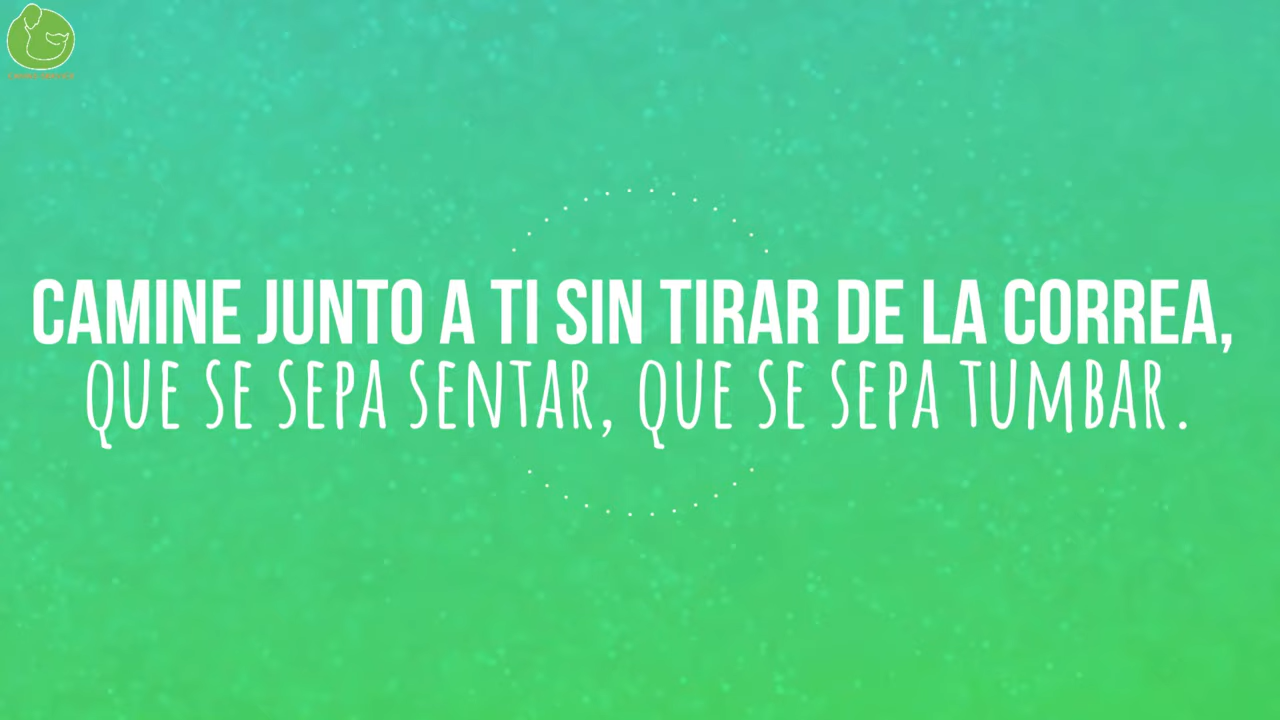 CAMINE JUNTO A TI SIN TIRAR DE LA CORREA,
QUE SE SEPA SENTAR, QUE SE SEPA TUMBAR.